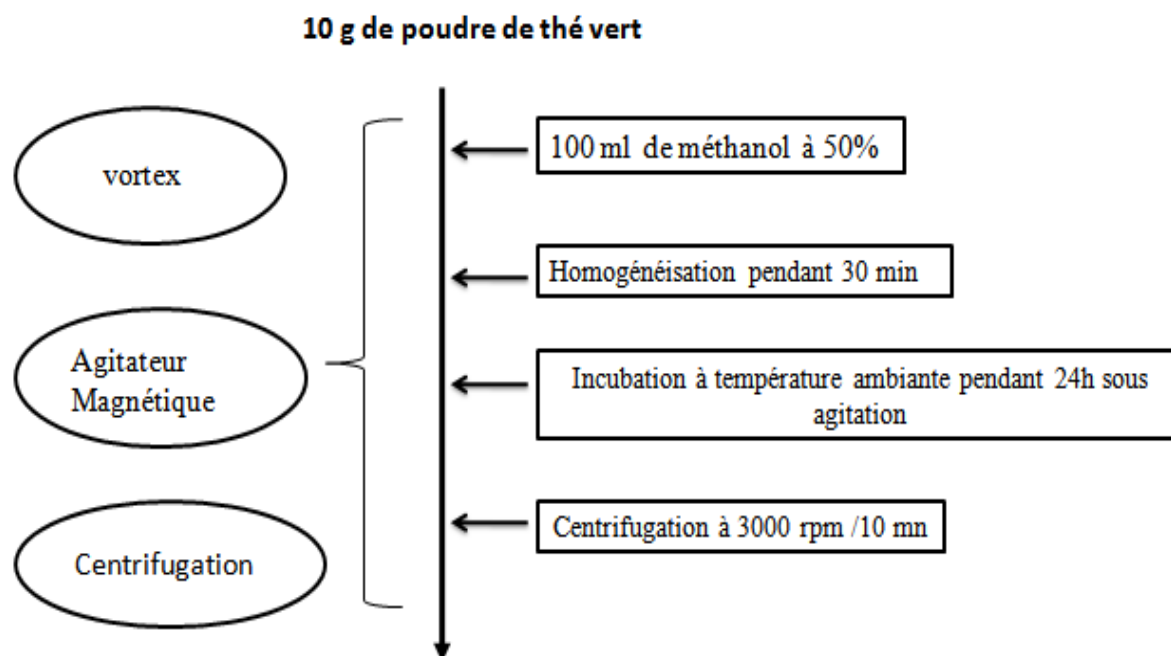 10 g de poudre de thé vert
vortex
100 ml de méthanol à 50%
Homogénéisation pendant 30 min
Agitateur
Magnétique
Incubation à température ambiante pendant 24h sous
agitation
Centrifugation à 3000 rpm /10 mn
Centrifugation